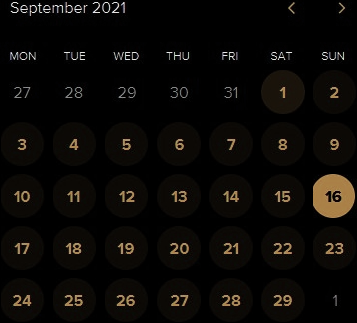 September 2021
MON TUE WED THU FRI SAT SUN
27 28 29 30 31 1 2
3 4 5 6 7 8 9
10 11 12 13 14 15 16
17 18 19 20 21 22 23
24 25 26 27 28 29 1